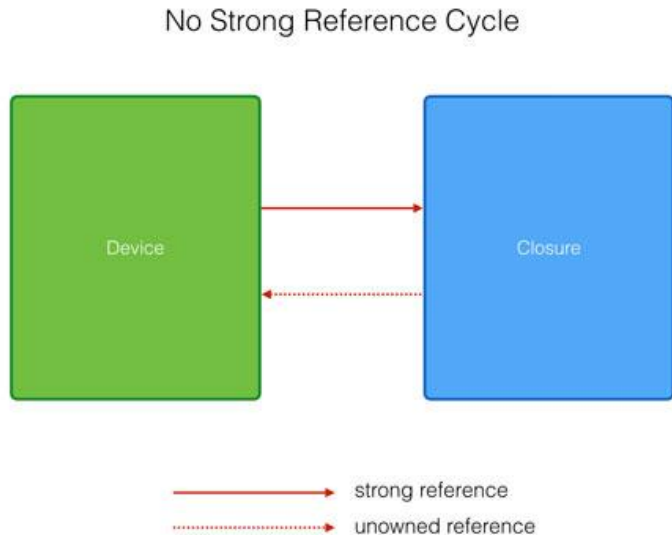 No Strong Reference Cycle
Device
Closure
strong reference
unowned reference